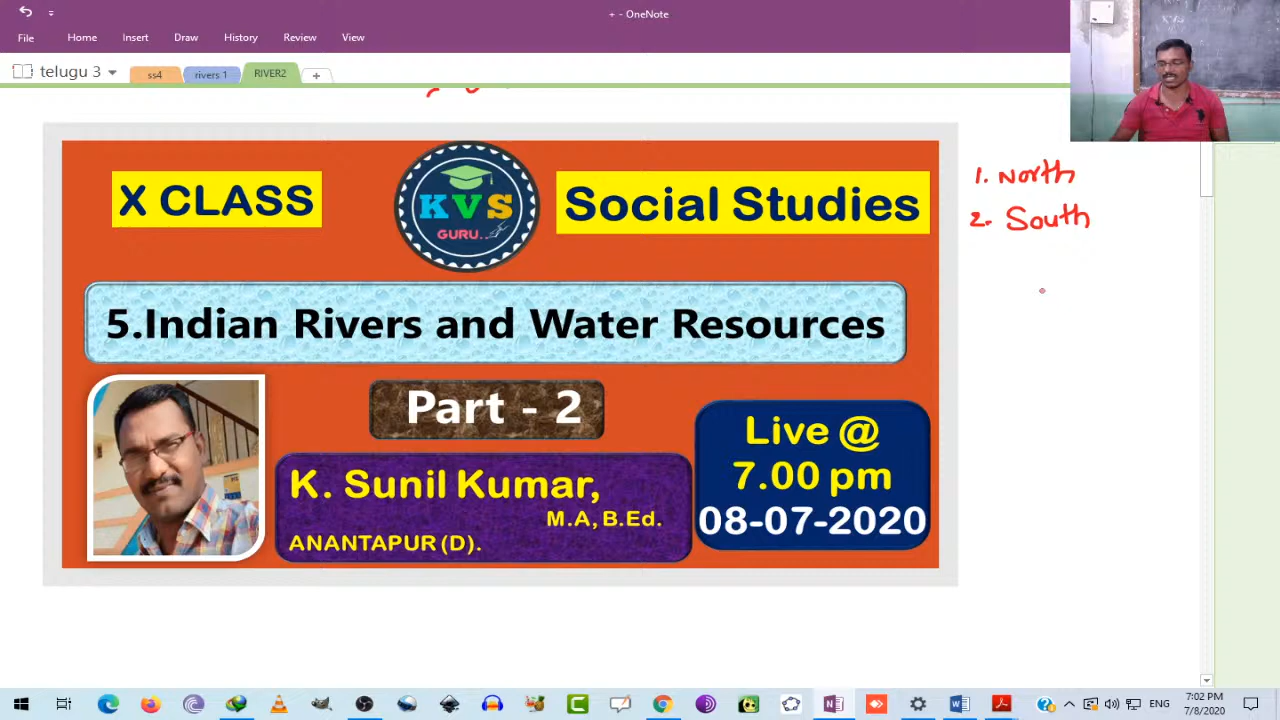 + - OneNote
File Home Insert Draw History Review View
telugu 3 ss4 rivers 1 RIVER2 +
X CLASS
KVS
GURU..
Social Studies
1. North
2. South
5.Indian Rivers and Water Resources
Part - 2
K. Sunil Kumar,
M.A, B.Ed.
ANANTAPUR (D).
Live @
7.00 pm
08-07-2020
ENG
7:02 PM
7/8/2020